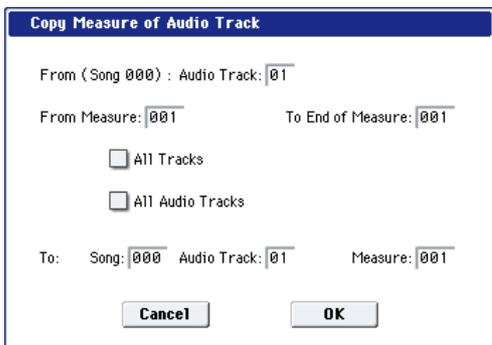 Copy Measure of Audio Track
From (Song 000) : Audio Track: 01
From Measure: 001 To End of Measure: 001
All Tracks
All Audio Tracks
To: Song: 000 Audio Track: 01 Measure: 001
Cancel OK